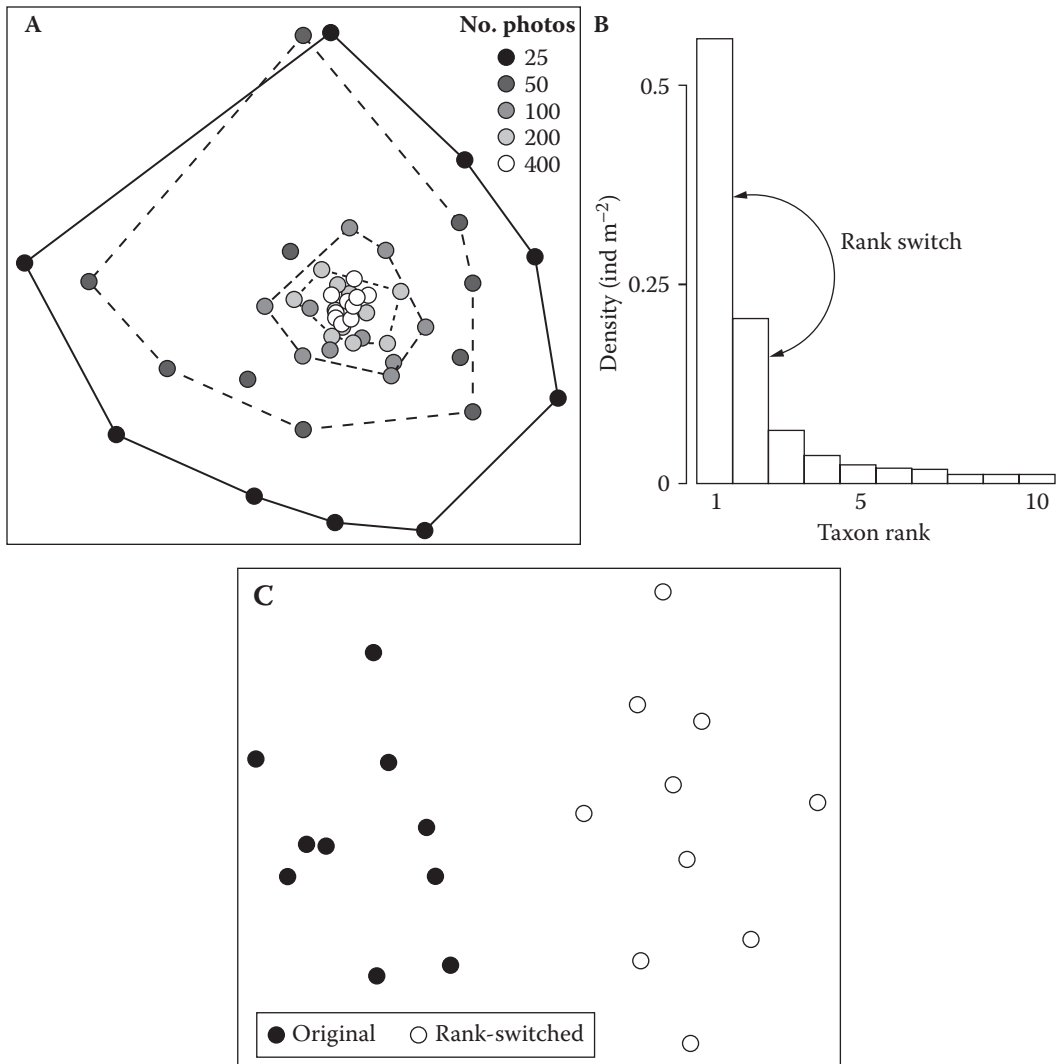 A
No. photos
25
50
100
200
400
B
Density (ind m⁻²)
0.5
0.25
0
Rank switch
1
5
10
Taxon rank
C
Original
Rank-switched